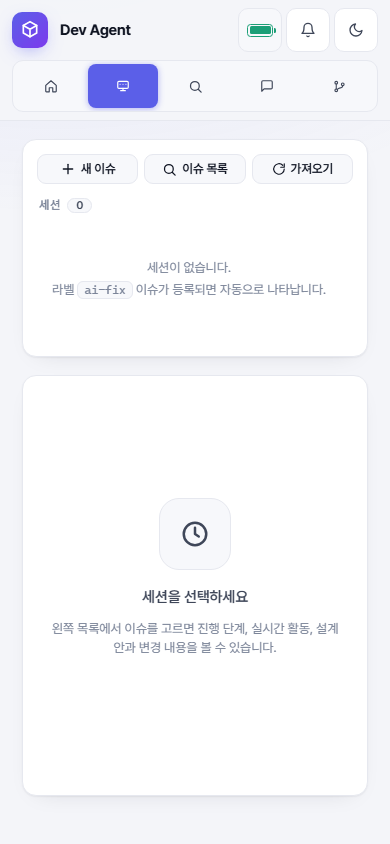 Dev Agent
새 이슈
이슈 목록
가져오기
세션 0
세션이 없습니다.
라벨 ai-fix 이슈가 등록되면 자동으로 나타납니다.
세션을 선택하세요
왼쪽 목록에서 이슈를 고르면 진행 단계, 실시간 활동, 설계
안과 변경 내용을 볼 수 있습니다.